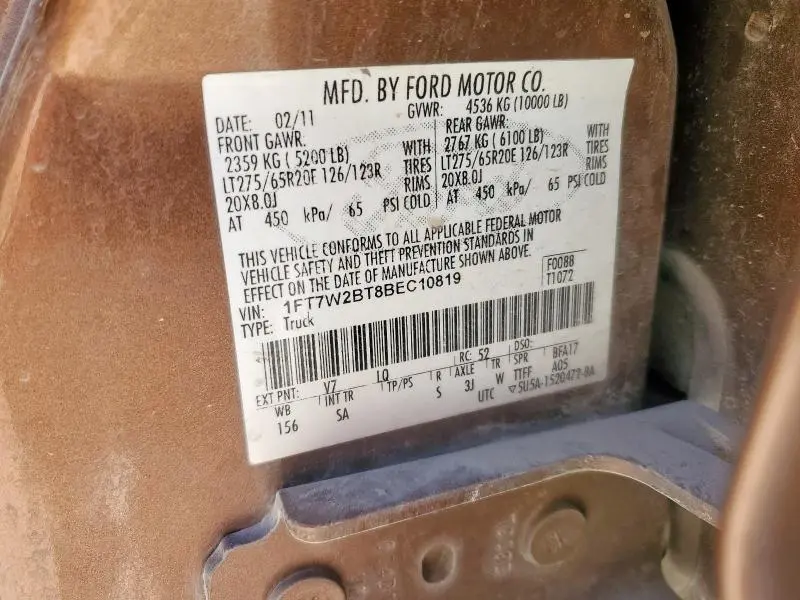 MFD. BY FORD MOTOR CO.
DATE: 02/11 GVWR: 4536 KG (10000 LB)
FRONT GAWR: REAR GAWR:
2359 KG ( 5200 LB) WITH 2767 KG ( 6100 LB) WITH
LT275/65R20E 126/123R TIRES LT275/65R20E 126/123R TIRES
20X8.0J RIMS 20X8.0J RIMS
AT 450 kPa/ 65 PSI COLD AT 450 kPa/ 65 PSI COLD
THIS VEHICLE CONFORMS TO ALL APPLICABLE FEDERAL MOTOR
VEHICLE SAFETY AND THEFT PREVENTION STANDARDS IN
EFFECT ON THE DATE OF MANUFACTURE SHOWN ABOVE.
VIN: 1FT7W2BT8BEC10819 F0088
TYPE: Truck T1072
EXT PNT: V7 LQ RC: 52 DSO:
WB INT TR TP/PS R AXLE TR SPR BFA17
156 SA S 3J W TTFF A05
UTC ▽5U5A-1520472-BA